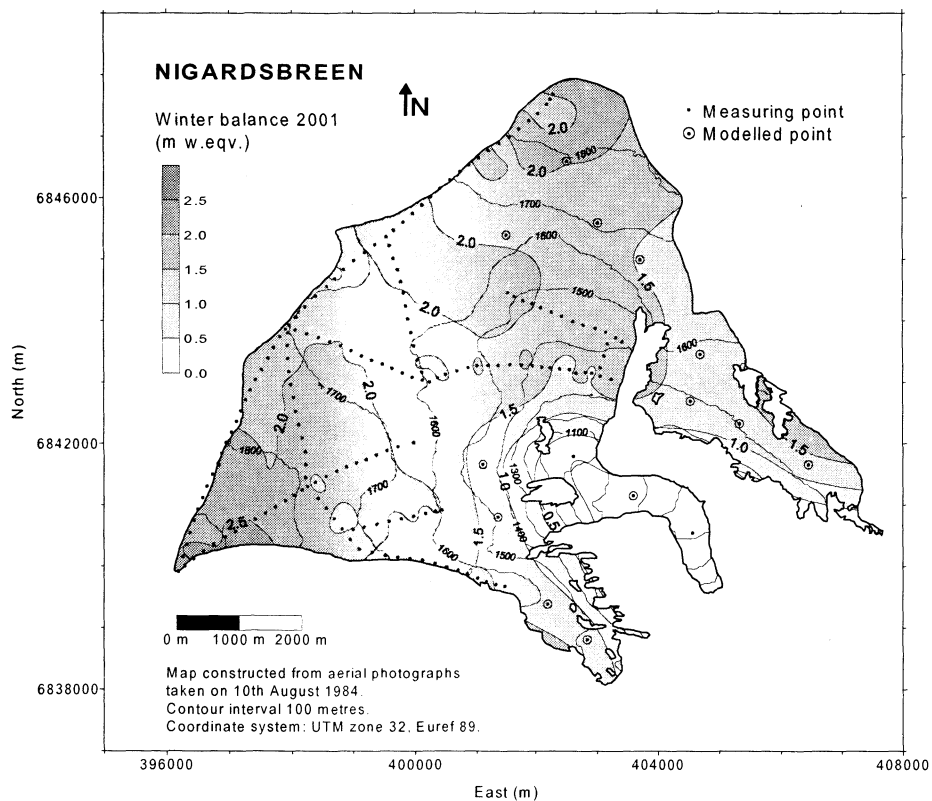 NIGARDSBREEN
Winter balance 2001
(m w.eqv.)
N
Measuring point
Modelled point
2.5
2.0
1.5
1.0
0.5
0.0
2.0
1800
2.0
1700
2.0
1600
1.5
1500
2.0
1600
1700
2.0
2.0
1600
1.5
1100
1.0
1.5
1800
1300
1.0
1700
0.5
2.5
1400
1.5
1600
1500
6846000
6842000
6838000
North (m)
0 m 1000 m 2000 m
Map constructed from aerial photographs
taken on 10th August 1984.
Contour interval 100 metres.
Coordinate system: UTM zone 32, Euref 89.
396000 400000 404000 408000
East (m)